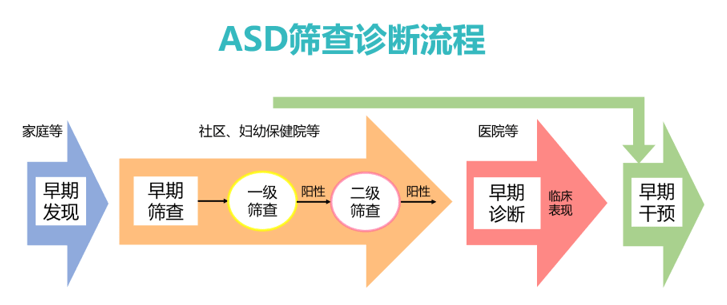 ASD筛查诊断流程
家庭等
社区、妇幼保健院等
医院等
早期
发现
早期
筛查
一级
筛查
阳性
二级
筛查
阳性
早期
诊断
临床
表现
早期
干预